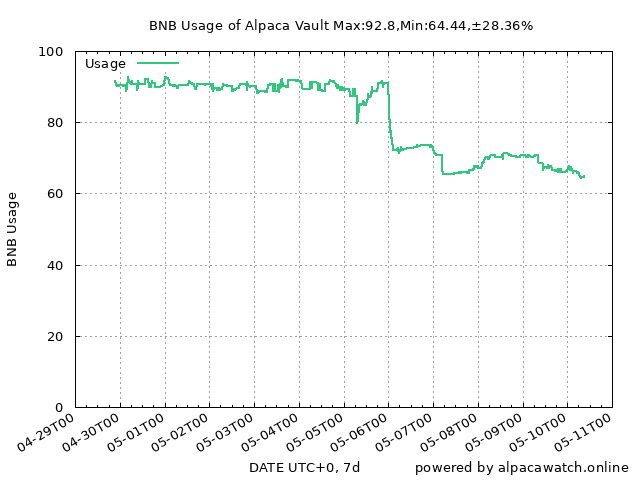 BNB Usage of Alpaca Vault Max:92.8,Min:64.44,±28.36%
Usage
100
80
60
40
20
0
BNB Usage
04-29T00
04-30T00
05-01T00
05-02T00
05-03T00
05-04T00
05-05T00
05-06T00
05-07T00
05-08T00
05-09T00
05-10T00
05-11T00
DATE UTC+0, 7d
powered by alpacawatch.online